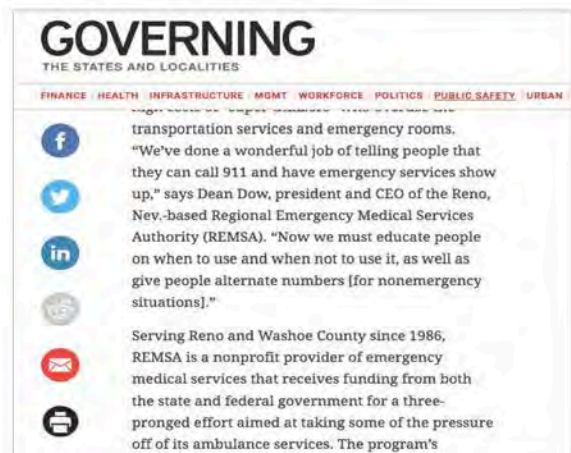 GOVERNING
THE STATES AND LOCALITIES
FINANCE HEALTH INFRASTRUCTURE MGMT WORKFORCE POLITICS PUBLIC SAFETY URBAN
transportation services and emergency rooms.
“We’ve done a wonderful job of telling people that
they can call 911 and have emergency services show
up,” says Dean Dow, president and CEO of the Reno,
Nev.-based Regional Emergency Medical Services
Authority (REMSA). “Now we must educate people
on when to use and when not to use it, as well as
give people alternate numbers [for nonemergency
situations].”
Serving Reno and Washoe County since 1986,
REMSA is a nonprofit provider of emergency
medical services that receives funding from both
the state and federal government for a three-
pronged effort aimed at taking some of the pressure
off of its ambulance services. The program’s